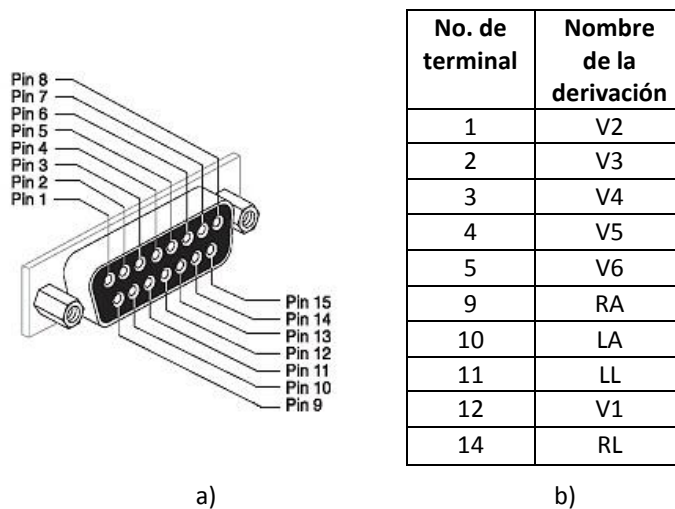 Pin 8
Pin 7
Pin 6
Pin 5
Pin 4
Pin 3
Pin 2
Pin 1
Pin 15
Pin 14
Pin 13
Pin 12
Pin 11
Pin 10
Pin 9
a)
No. de terminal Nombre de la derivación
1 V2
2 V3
3 V4
4 V5
5 V6
9 RA
10 LA
11 LL
12 V1
14 RL
b)